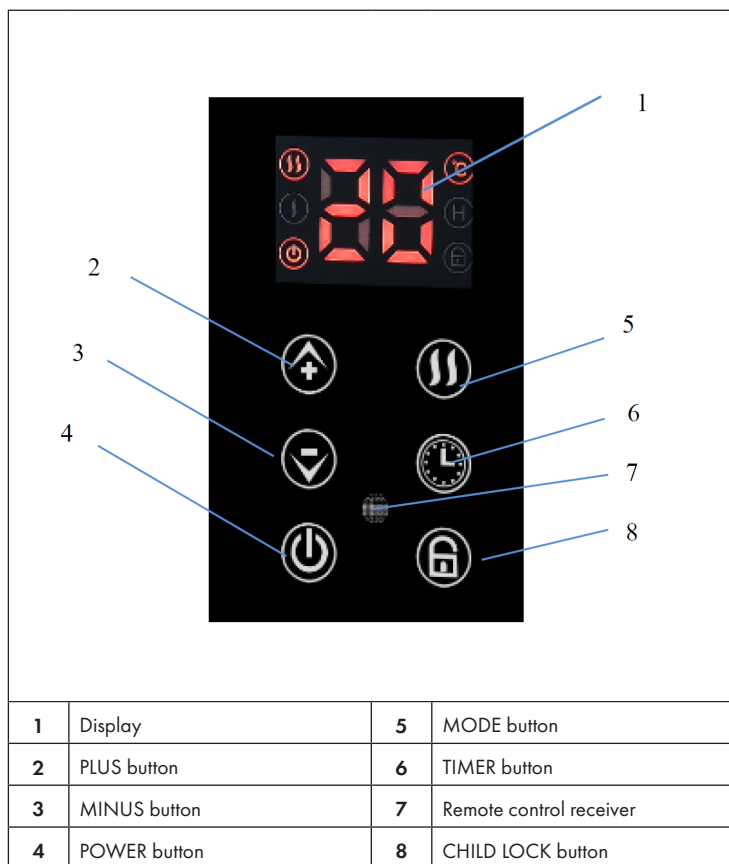 1
20 °C
H
2
5
3
6
4
7
8
1 Display 5 MODE button
2 PLUS button 6 TIMER button
3 MINUS button 7 Remote control receiver
4 POWER button 8 CHILD LOCK button